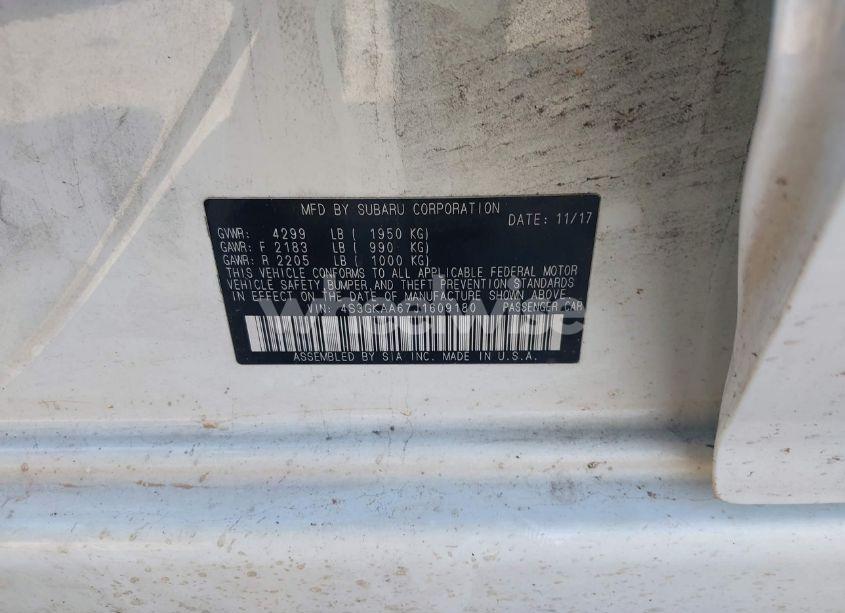 MFD BY SUBARU CORPORATION
DATE: 11/17
GVWR: 4299 LB ( 1950 KG)
GAWR: F 2183 LB ( 990 KG)
GAWR: R 2205 LB ( 1000 KG)
THIS VEHICLE CONFORMS TO ALL APPLICABLE FEDERAL MOTOR
VEHICLE SAFETY, BUMPER, AND THEFT PREVENTION STANDARDS
IN EFFECT ON THE DATE OF MANUFACTURE SHOWN ABOVE.
VIN: 4S3GKAA67J1609180 PASSENGER CAR
ASSEMBLED BY SIA INC. MADE IN U.S.A.